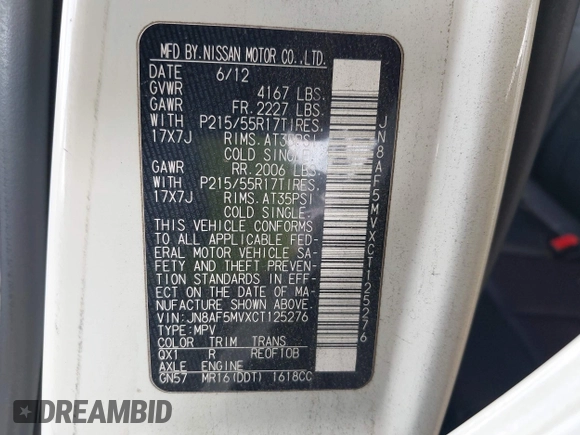 MFD BY.NISSAN MOTOR CO.,LTD.
DATE 6/12
GVWR 4167 LBS.
GAWR FR. 2227 LBS.
WITH P215/55R17TIRES.
17X7J RIMS. AT35PSI
COLD SINGLE.
GAWR RR. 2006 LBS.
WITH P215/55R17TIRES.
17X7J RIMS. AT35PSI
COLD SINGLE.
THIS VEHICLE CONFORMS
TO ALL APPLICABLE FED-
ERAL MOTOR VEHICLE SA-
FETY AND THEFT PREVEN-
TION STANDARDS IN EFF-
ECT ON THE DATE OF MA-
NUFACTURE SHOWN ABOVE
VIN: JN8AF5MVXCT125276
TYPE: MPV
COLOR TRIM TRANS
QX1 R RE0F10B
AXLE ENGINE
GN57 MR16(DDT) 1618CC
JN8AF5MVXCT125276
DREAMBID